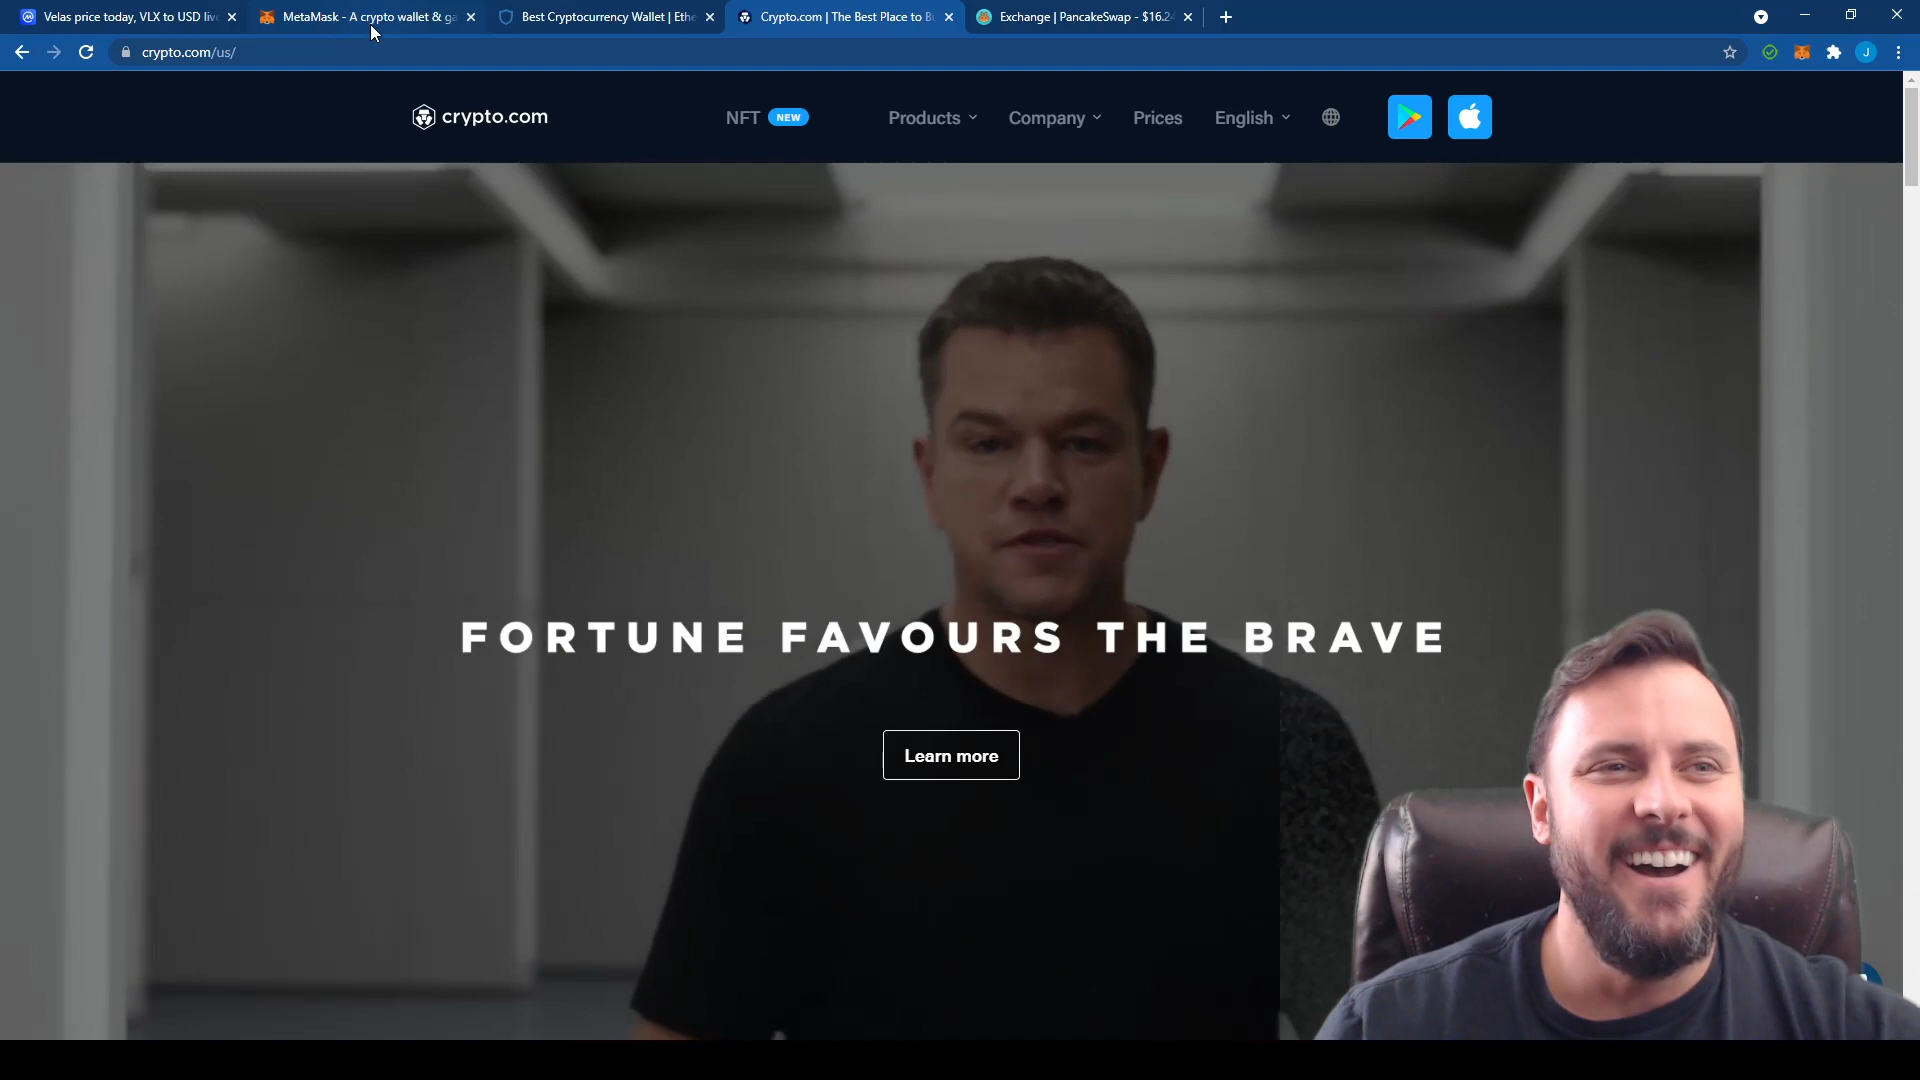 Velas price today, VLX to USD liv
MetaMask - A crypto wallet & ga
Best Cryptocurrency Wallet | Ethe
Crypto.com | The Best Place to Bu
Exchange | PancakeSwap - $16.24
crypto.com/us/
J
crypto.com
NFT NEW
Products
Company
Prices
English
FORTUNE FAVOURS THE BRAVE
Learn more